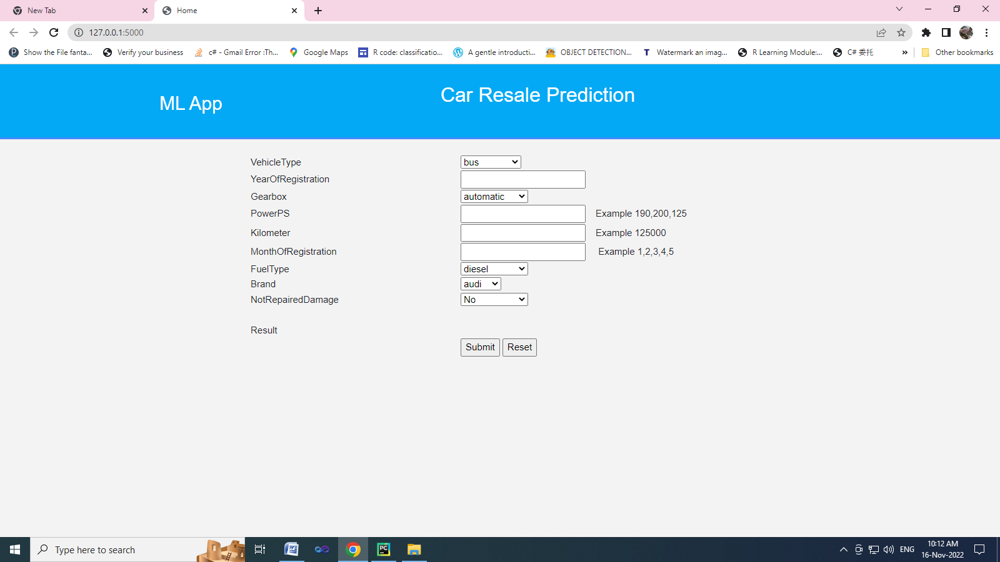 New Tab
Home
127.0.0.1:5000
Show the File fanta... Verify your business c# - Gmail Error :Th... Google Maps R code: classificatio... A gentle introducti... OBJECT DETECTION... Watermark an imag... R Learning Module:... C# 委托 » Other bookmarks
ML App
Car Resale Prediction
VehicleType bus
YearOfRegistration
Gearbox automatic
PowerPS Example 190,200,125
Kilometer Example 125000
MonthOfRegistration Example 1,2,3,4,5
FuelType diesel
Brand audi
NotRepairedDamage No
Result
Submit Reset
Type here to search
ENG
10:12 AM
16-Nov-2022